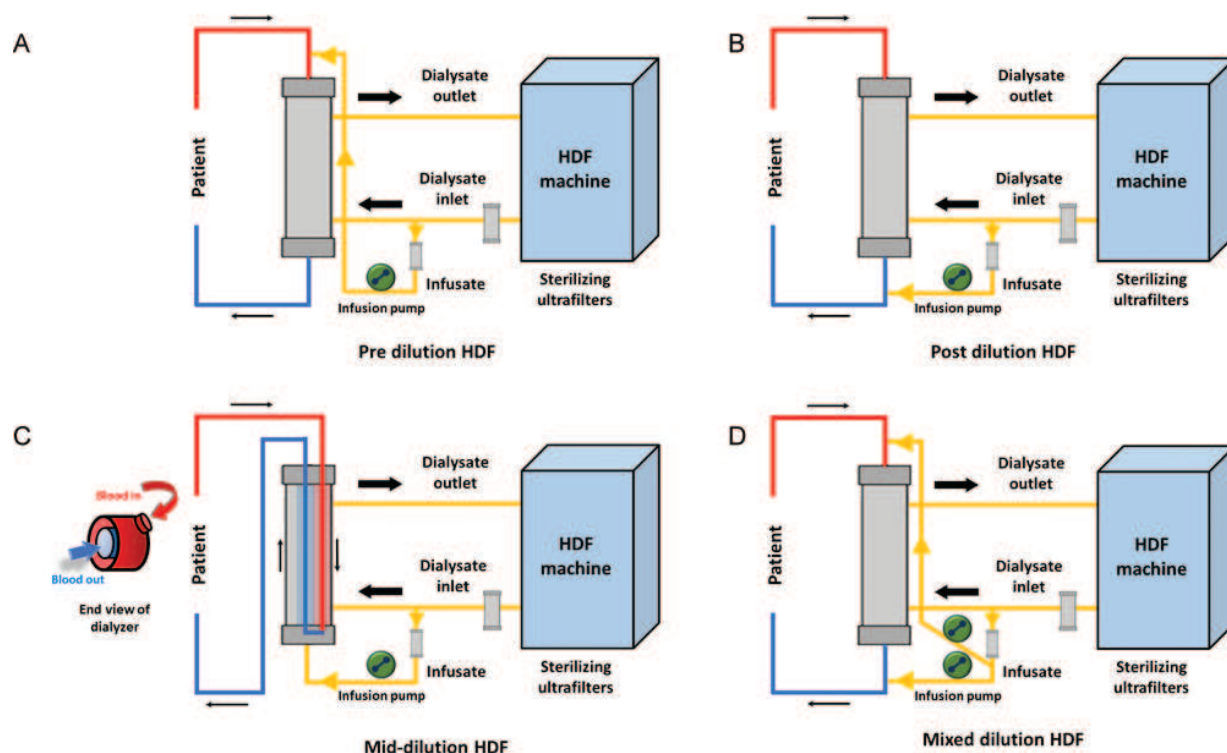 A
Patient
Dialysate
outlet
Dialysate
inlet
HDF
machine
Infusion pump
Infusate
Sterilizing
ultrafilters
Pre dilution HDF
B
Patient
Dialysate
outlet
Dialysate
inlet
HDF
machine
Infusion pump
Infusate
Sterilizing
ultrafilters
Post dilution HDF
C
Blood in
Blood out
End view of
dialyzer
Patient
Dialysate
outlet
Dialysate
inlet
HDF
machine
Infusion pump
Infusate
Sterilizing
ultrafilters
Mid-dilution HDF
D
Patient
Dialysate
outlet
Dialysate
inlet
HDF
machine
Infusion pump
Infusate
Sterilizing
ultrafilters
Mixed dilution HDF